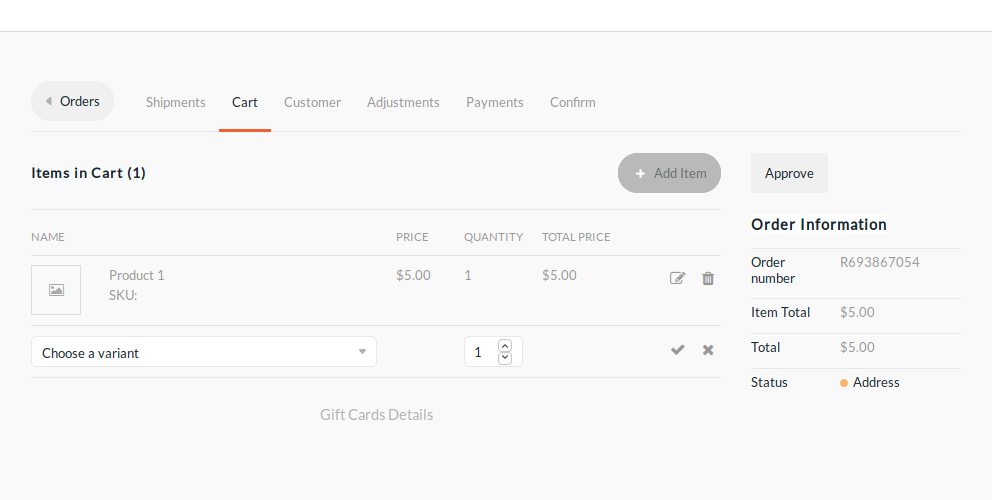 Orders
Shipments
Cart
Customer
Adjustments
Payments
Confirm
Items in Cart (1)
Add Item
Approve
Order Information
NAME
PRICE
QUANTITY
TOTAL PRICE
Product 1
SKU:
$5.00
1
$5.00
Choose a variant
1
Order
number
R693867054
Item Total
$5.00
Total
$5.00
Status
Address
Gift Cards Details